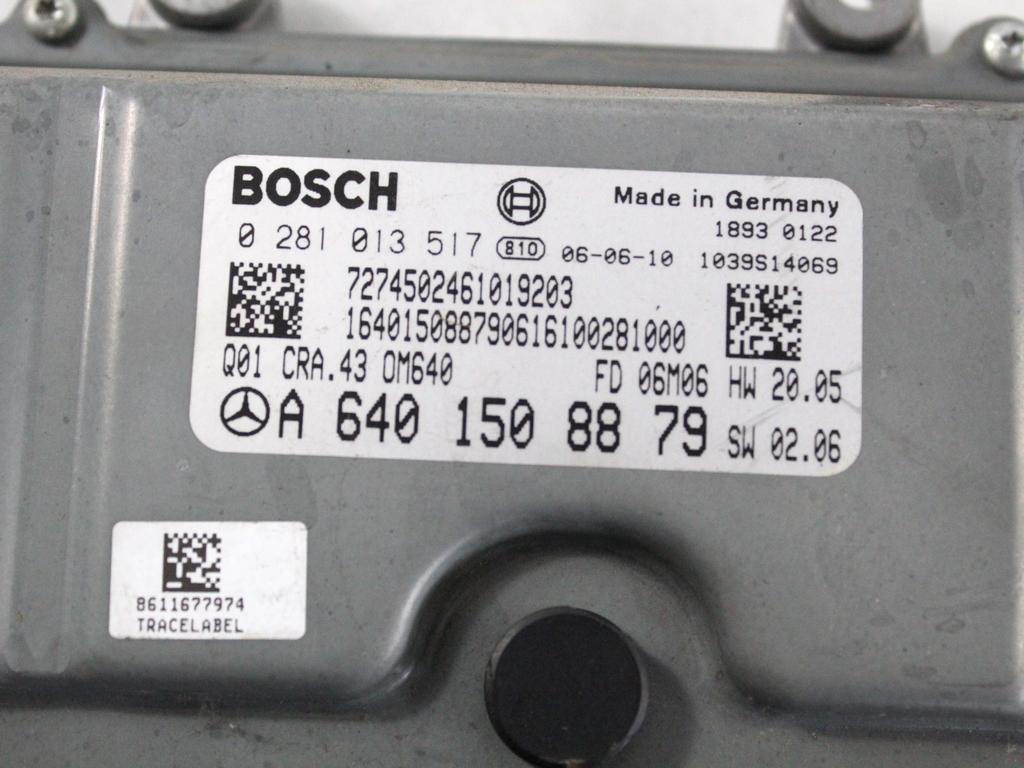 BOSCH
Made in Germany
1893 0122
0 281 013 517 810 06-06-10 1039S14069
7274502461019203
164015088790616100281000
Q01 CRA.43 OM640 FD 06M06 HW 20.05
A 640 150 88 79 SW 02.06
8611677974
TRACELABEL